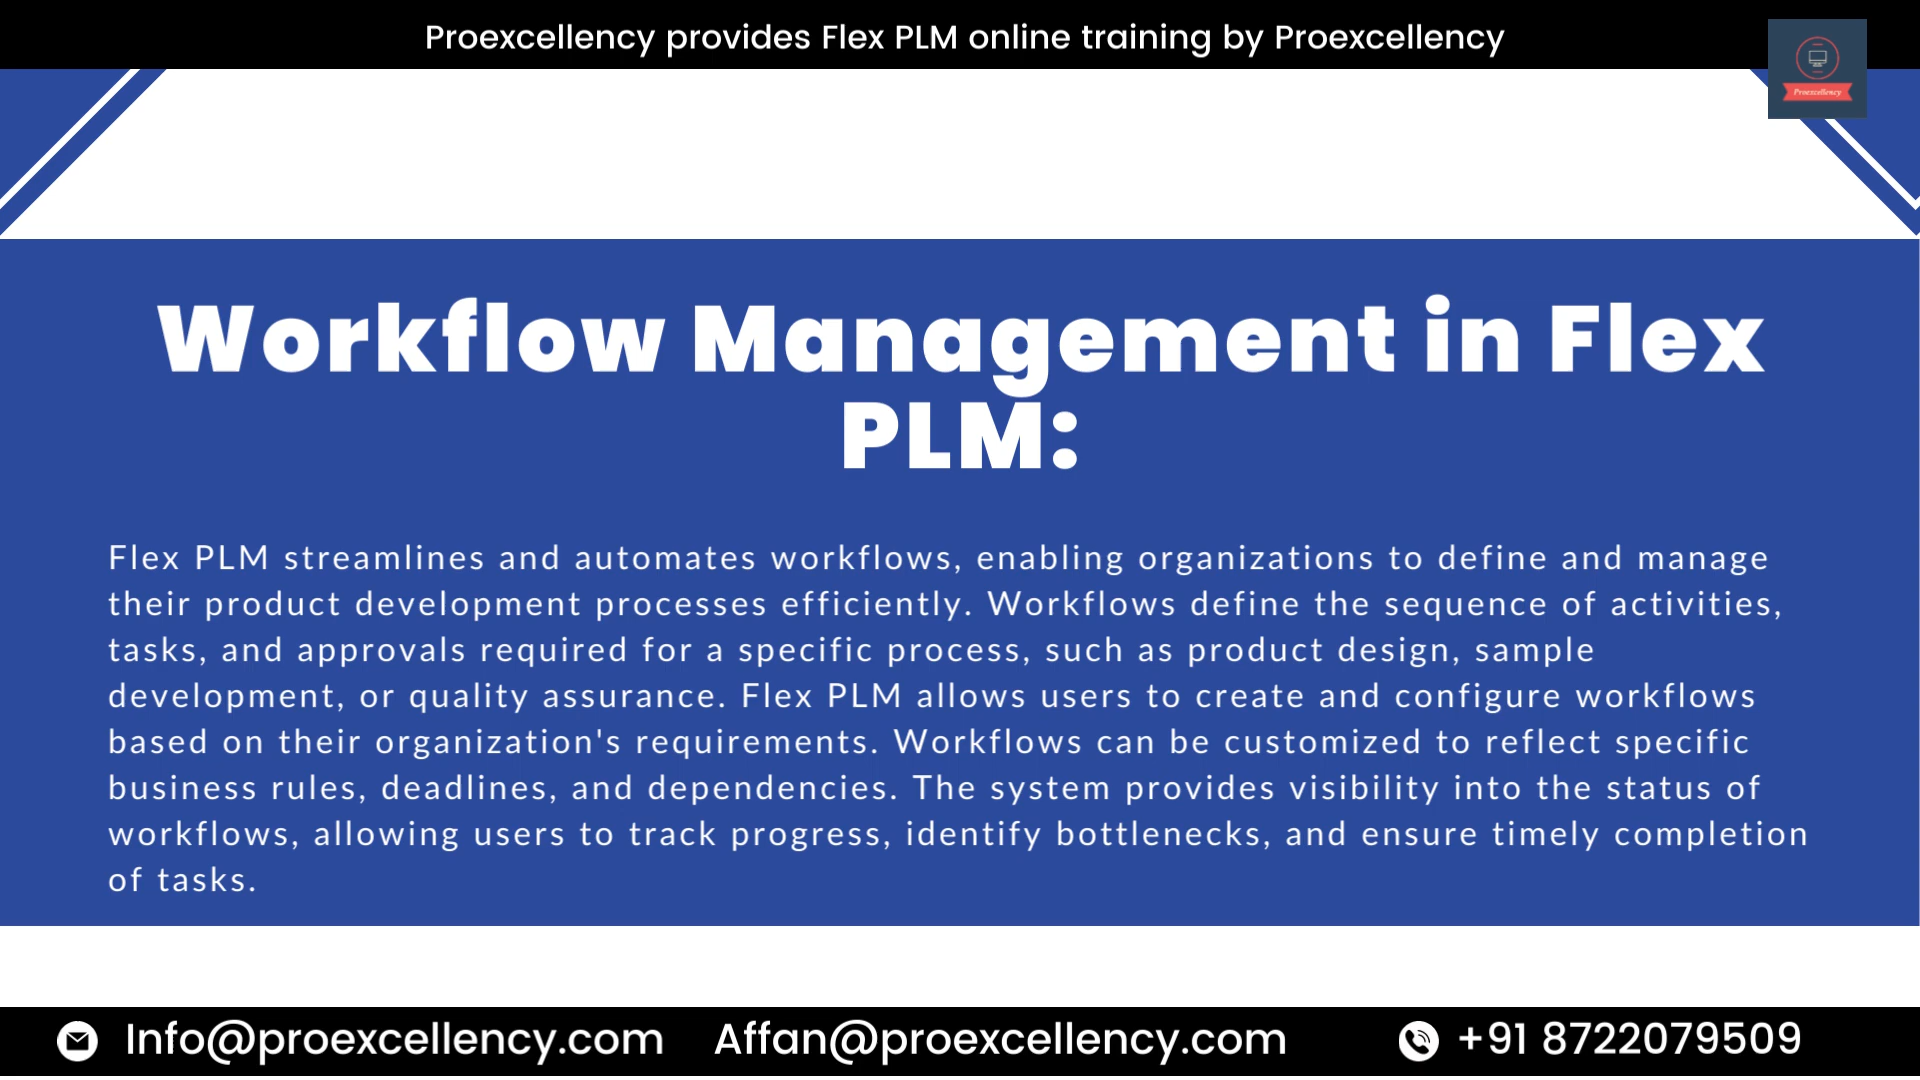 Proexcellency provides Flex PLM online training by Proexcellency
Proexcellency
Workflow Management in Flex
PLM:
Flex PLM streamlines and automates workflows, enabling organizations to define and manage
their product development processes efficiently. Workflows define the sequence of activities,
tasks, and approvals required for a specific process, such as product design, sample
development, or quality assurance. Flex PLM allows users to create and configure workflows
based on their organization's requirements. Workflows can be customized to reflect specific
business rules, deadlines, and dependencies. The system provides visibility into the status of
workflows, allowing users to track progress, identify bottlenecks, and ensure timely completion
of tasks.
Info@proexcellency.com Affan@proexcellency.com +91 8722079509